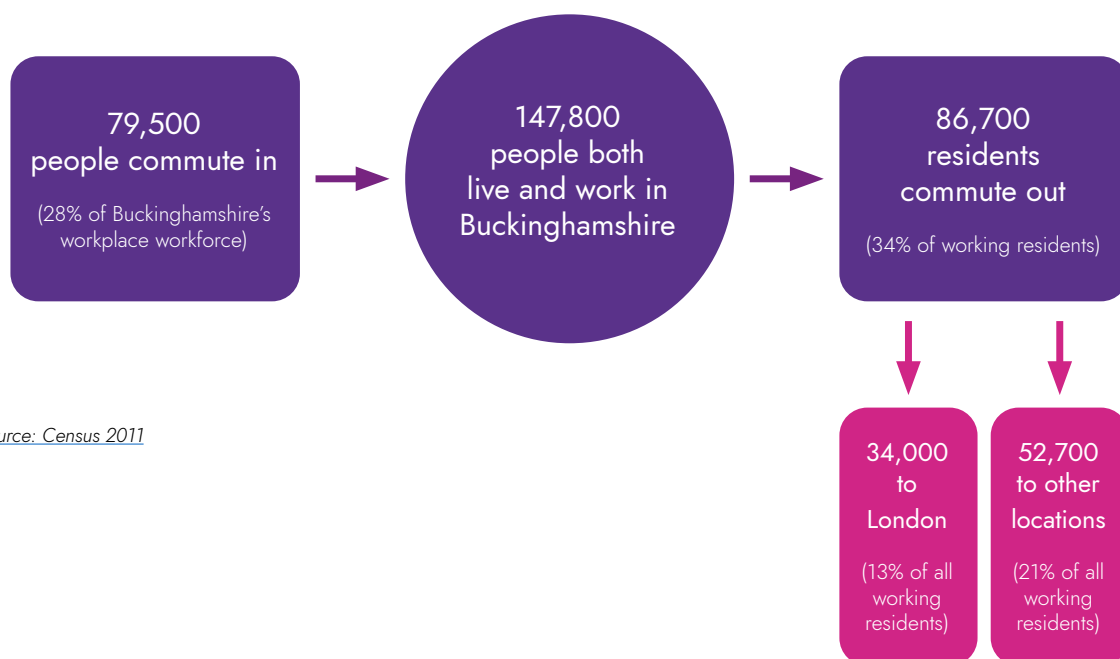 79,500
people commute in
(28% of Buckinghamshire's
workplace workforce)
147,800
people both
live and work in
Buckinghamshire
86,700
residents
commute out
(34% of working residents)
urce: Census 2011
34,000
to
London
(13% of all
working
residents)
52,700
to other
locations
(21% of all
working
residents)